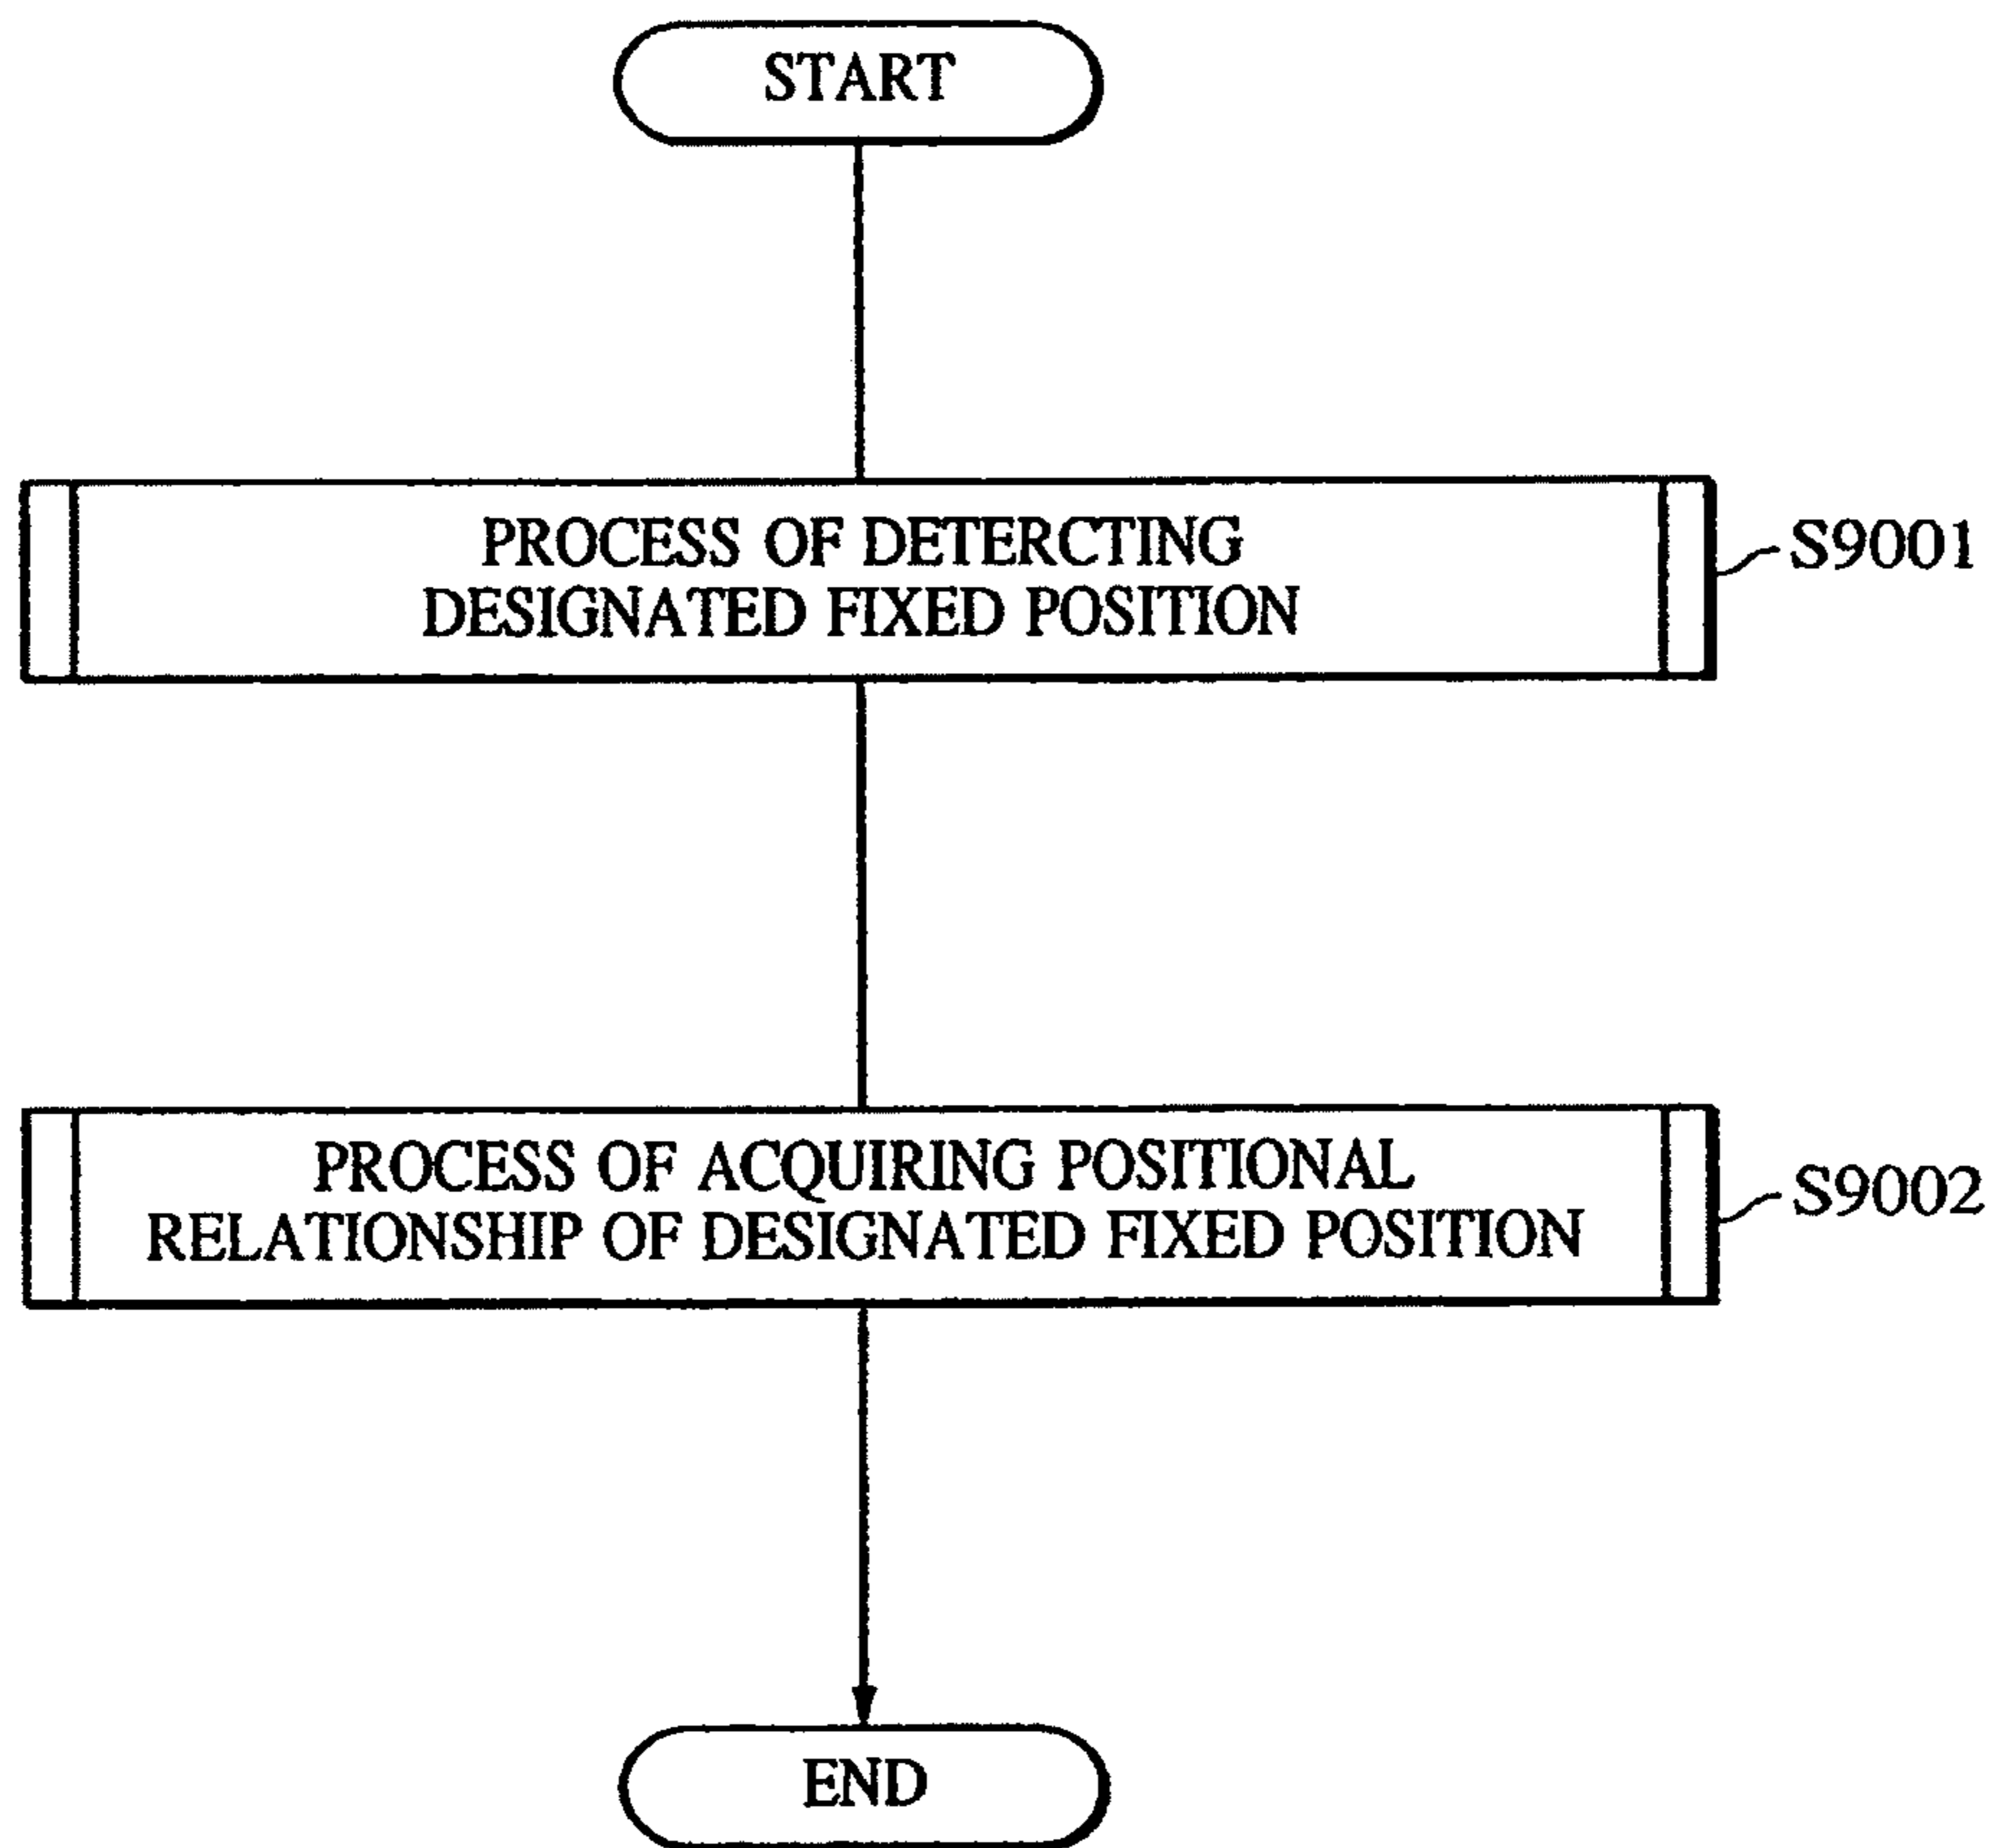 START
PROCESS OF DETERCTING
DESIGNATED FIXED POSITION
S9001
PROCESS OF ACQUIRING POSITIONAL
RELATIONSHIP OF DESIGNATED FIXED POSITION
S9002
END